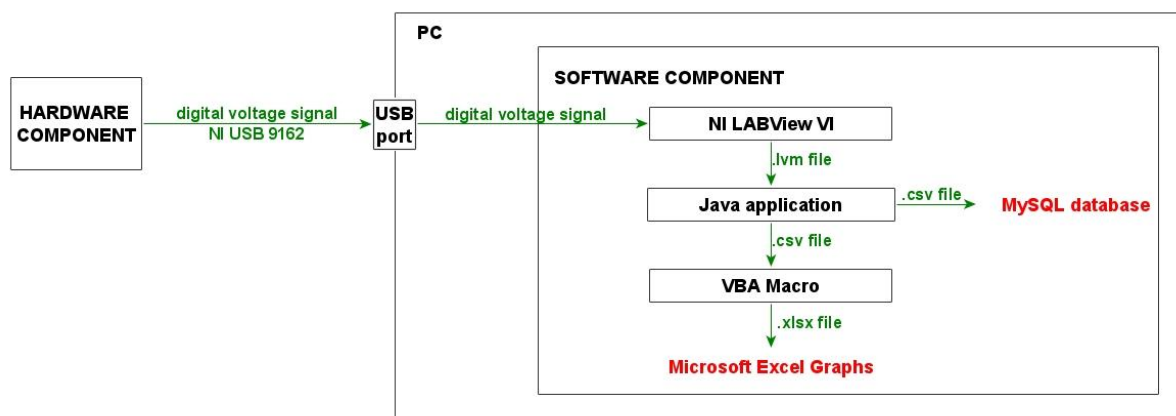 PC
SOFTWARE COMPONENT
HARDWARE
COMPONENT
digital voltage signal
NI USB 9162
USB
port
digital voltage signal
NI LABView VI
.lvm file
Java application
.csv file
MySQL database
.csv file
VBA Macro
.xlsx file
Microsoft Excel Graphs